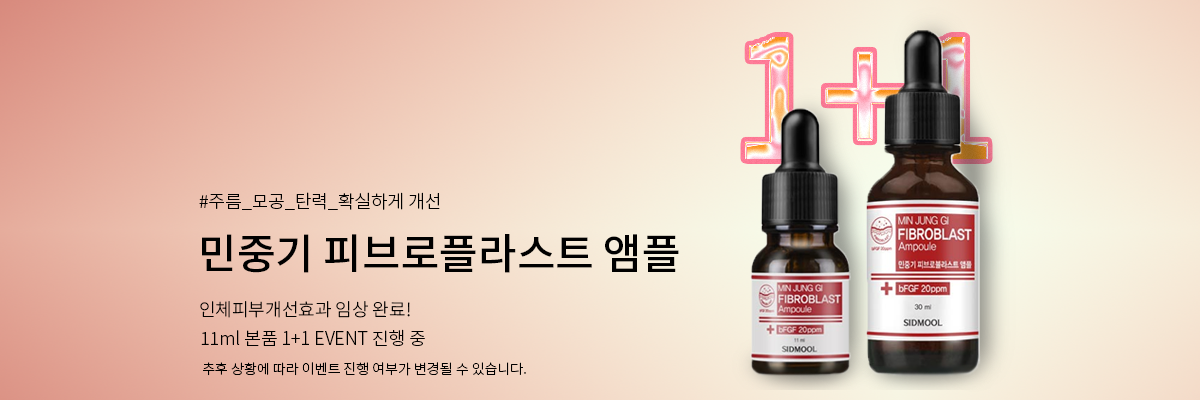 1+1
#주름_모공_탄력_확실하게 개선
민중기 피브로플라스트 앰플
인체피부개선효과 임상 완료!
11ml 본품 1+1 EVENT 진행 중
추후 상황에 따라 이벤트 진행 여부가 변경될 수 있습니다.
MIN JUNG GI
FIBROBLAST
Ampoule
bFGF 20ppm
11 ml
SIDMOOL
MIN JUNG GI
FIBROBLAST
Ampoule
bFGF 20ppm
민중기 피브로블라스트 앰플
bFGF 20ppm
30 ml
SIDMOOL